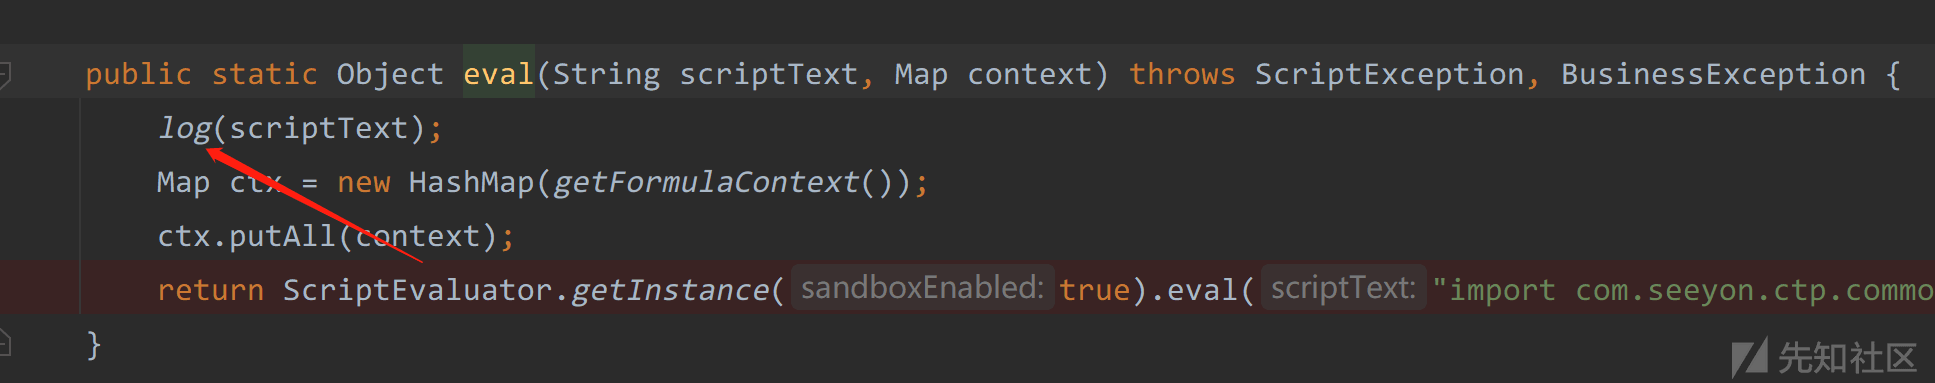 public static Object eval(String scriptText, Map context) throws ScriptException, BusinessException {
log(scriptText);
Map ctx = new HashMap(getFormulaContext());
ctx.putAll(context);
return ScriptEvaluator.getInstance( sandboxEnabled: true).eval( scriptText: "import com.seeyon.ctp.commo
}
先知社区